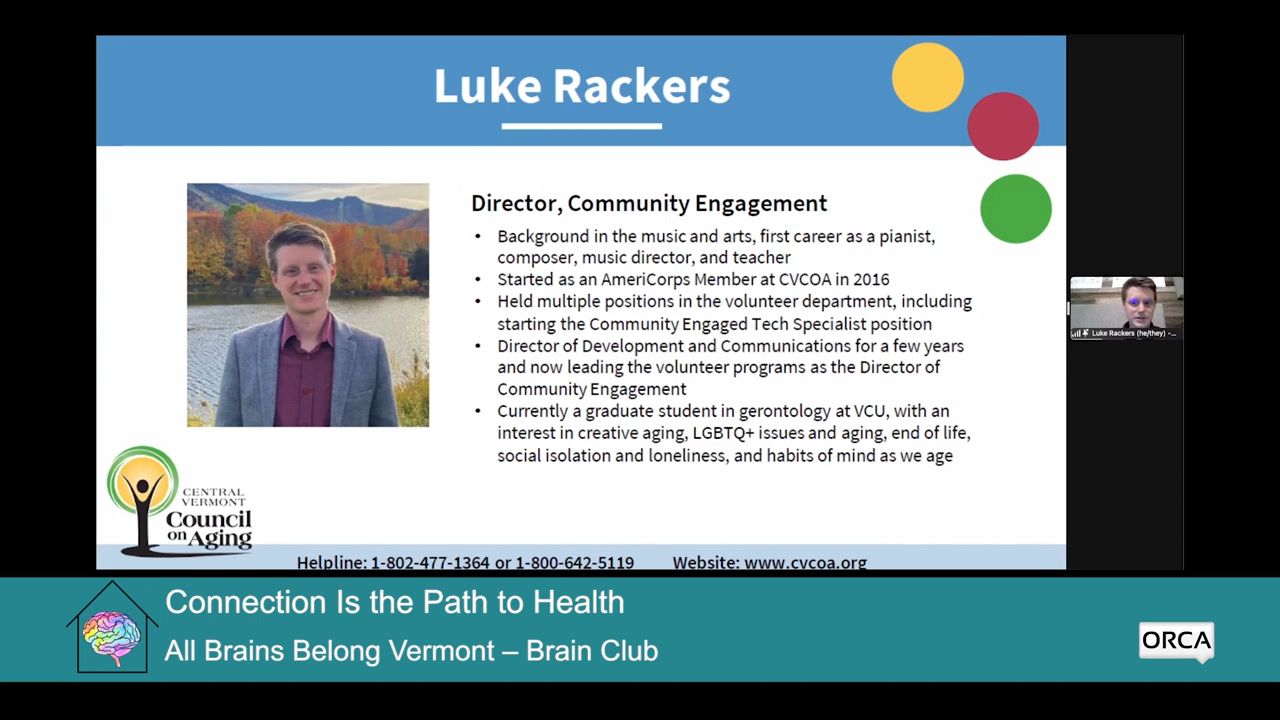 Luke Rackers
Director, Community Engagement
• Background in the music and arts, first career as a pianist,
composer, music director, and teacher
• Started as an AmeriCorps Member at CVCOA in 2016
• Held multiple positions in the volunteer department, including
starting the Community Engaged Tech Specialist position
• Director of Development and Communications for a few years
and now leading the volunteer programs as the Director of
Community Engagement
• Currently a graduate student in gerontology at VCU, with an
interest in creative aging, LGBTQ+ issues and aging, end of life,
social isolation and loneliness, and habits of mind as we age
CENTRAL
VERMONT
Council
on Aging
Helpline: 1-802-477-1364 or 1-800-642-5119 Website: www.cvcoa.org
Luke Rackers (he/they) -...
Connection Is the Path to Health
All Brains Belong Vermont – Brain Club
ORCA